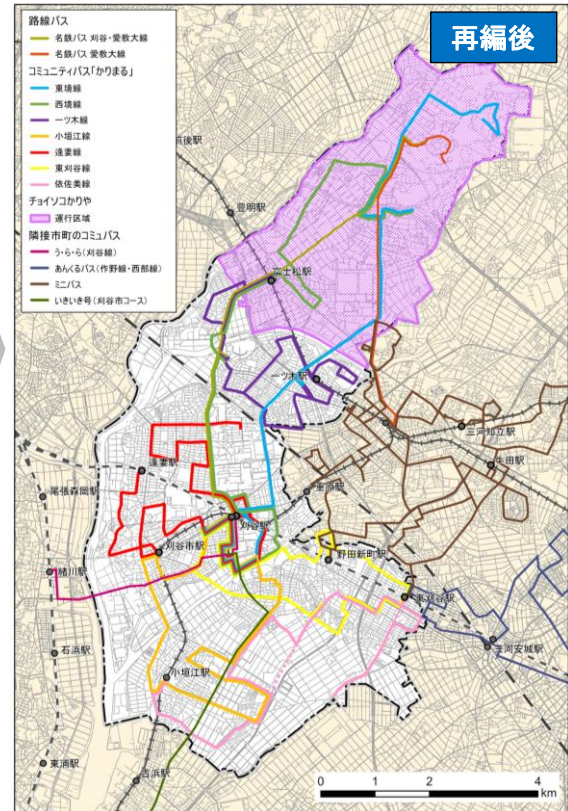 再編後
路線バス
名鉄バス 刈谷・愛教大線
名鉄バス 愛教大線
コミュニティバス「かりまる」
東境線
西境線
一ツ木線
小垣江線
逢妻線
東刈谷線
依佐美線
チョイソコかりや
運行区域
隣接市町のコミュバス
う・ら・ら(刈谷線)
あんくるバス(作野線・西部線)
ミニバス
いきいき号(刈谷市コース)
豊明駅
富士松駅
一ツ木駅
三河知立駅
牛田駅
逢妻駅
重原駅
尾張森岡駅
刈谷駅
刈谷市駅
野田新町駅
緒川駅
東刈谷駅
三河安城駅
石浜駅
小垣江駅
東浦駅
吉浜駅
0 1 2 4
km